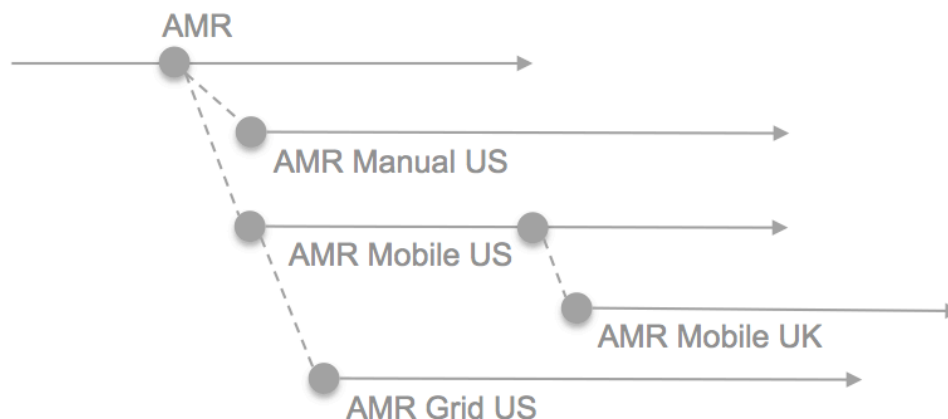 AMR
AMR Manual US
AMR Mobile US
AMR Mobile UK
AMR Grid US